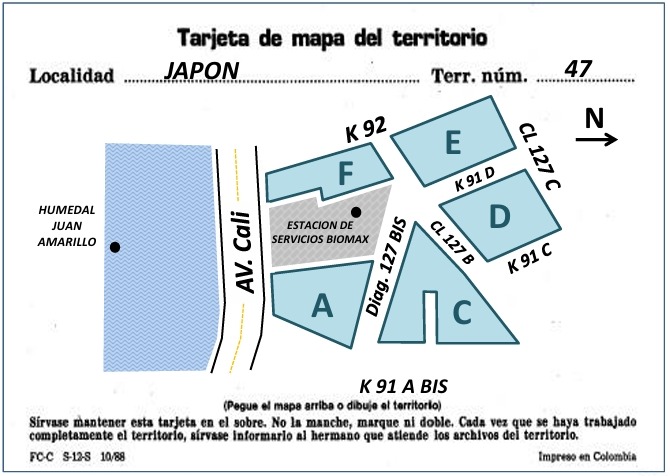 Tarjeta de mapa del territorio
Localidad JAPON Terr. núm. 47
K 92
E
CL 127 C
N
F
K 91 D
HUMEDAL
JUAN
AMARILLO
AV. Cali
ESTACION DE
SERVICIOS BIOMAX
Diag. 127 BIS
CL 127 B
D
K 91 C
A
C
K 91 A BIS
(Pegue el mapa arriba o dibuje el territorio)
Sírvase mantener esta tarjeta en el sobre. No la manche, marque ni doble. Cada vez que se haya trabajado
completamente el territorio, sírvase informarlo al hermano que atiende los archivos del territorio.
FC-C S-12-S 10/88 Impreso en Colombia